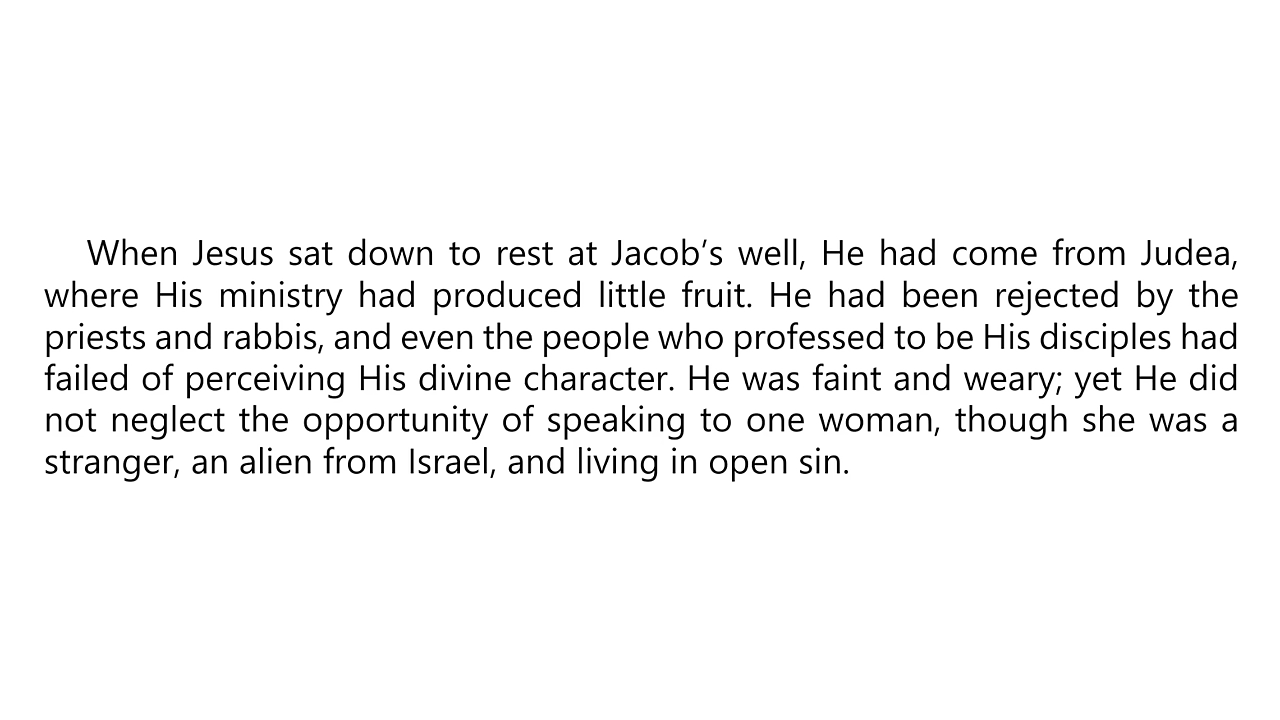 When Jesus sat down to rest at Jacob’s well, He had come from Judea,
where His ministry had produced little fruit. He had been rejected by the
priests and rabbis, and even the people who professed to be His disciples had
failed of perceiving His divine character. He was faint and weary; yet He did
not neglect the opportunity of speaking to one woman, though she was a
stranger, an alien from Israel, and living in open sin.